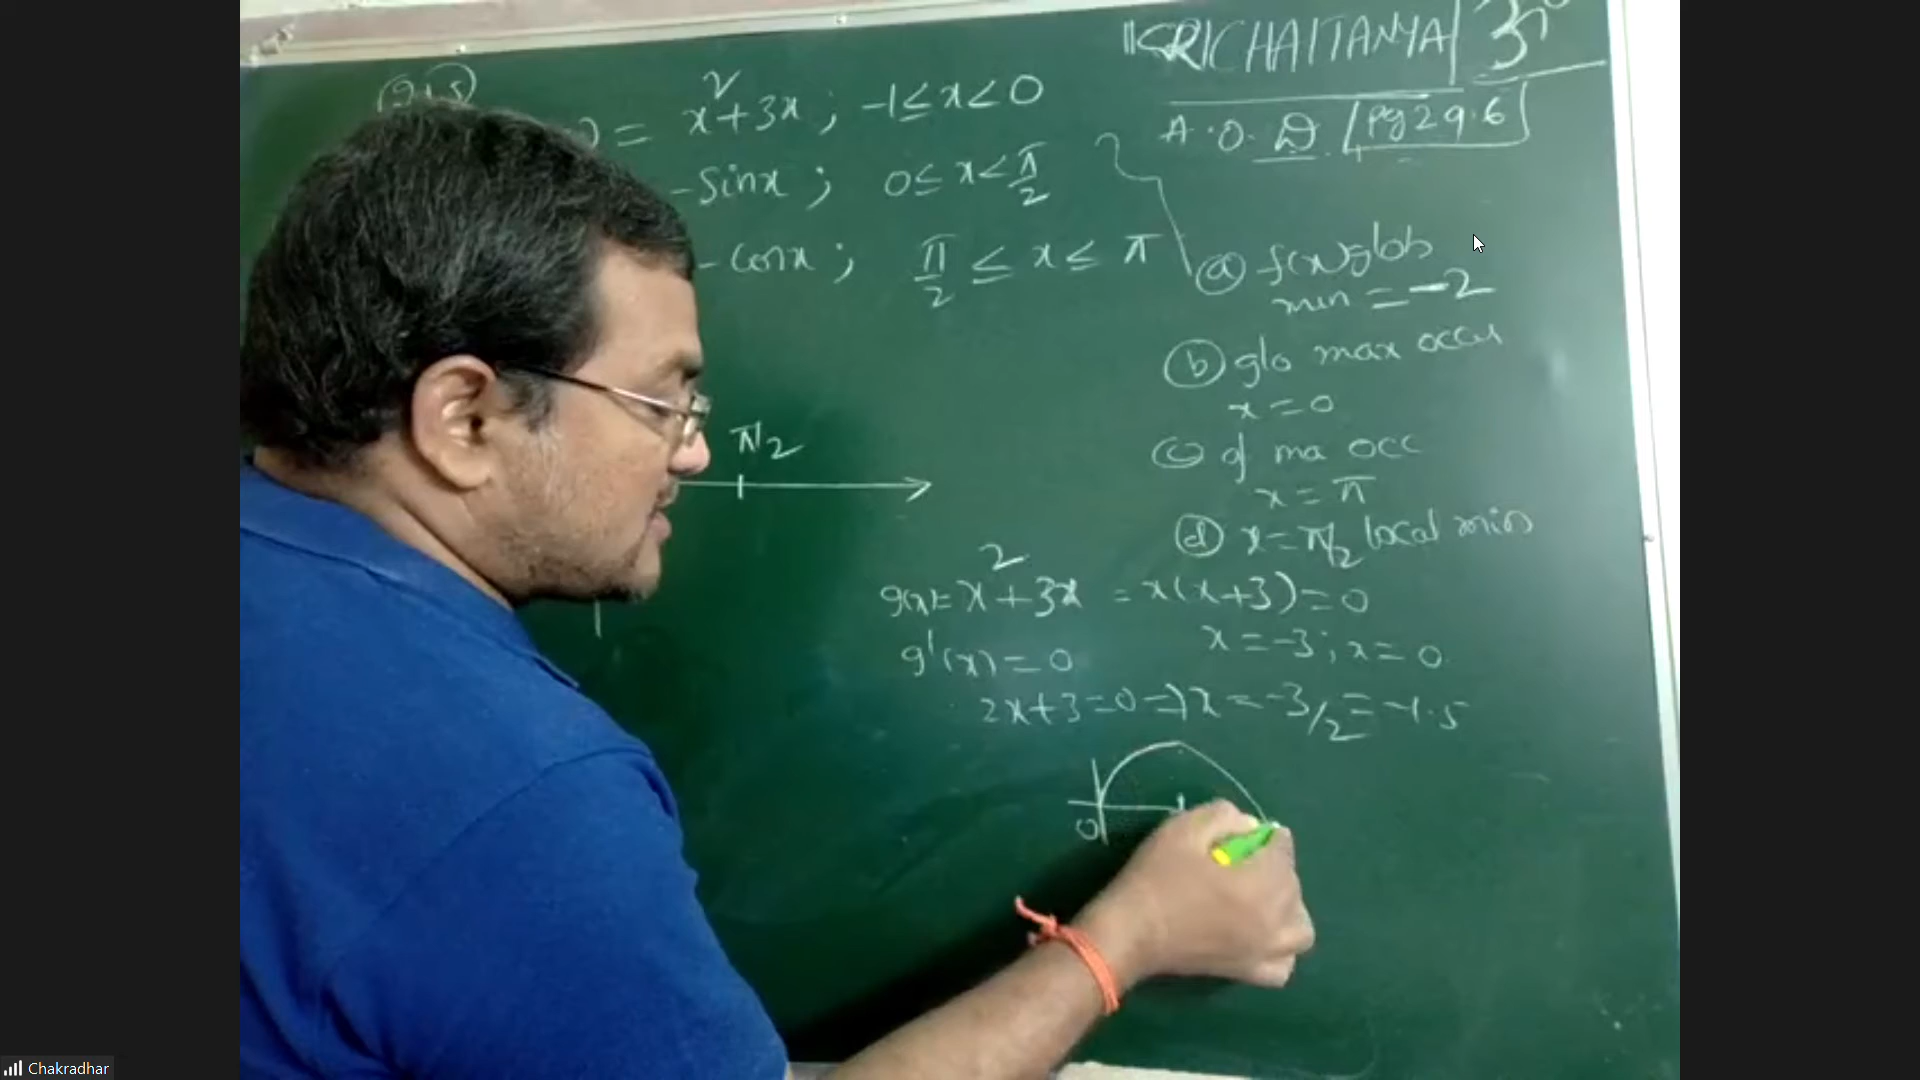 SRICHAITANYA
A.O.D. (pg 29.6)
= x²+3x ; -1≤x<0
-Sinx ; 0≤x<π/2
-Cosx ; π/2≤x≤π
(a) f(x) glob
min = -2
(b) glo max occus
x=0
(c) gl ma occ
x=π
(d) x=π/2 local min
π/2
g(x)=x²+3x = x(x+3)=0
g'(x)=0 x=-3; x=0
2x+3=0 => x=-3/2=-1.5
0
Chakradhar